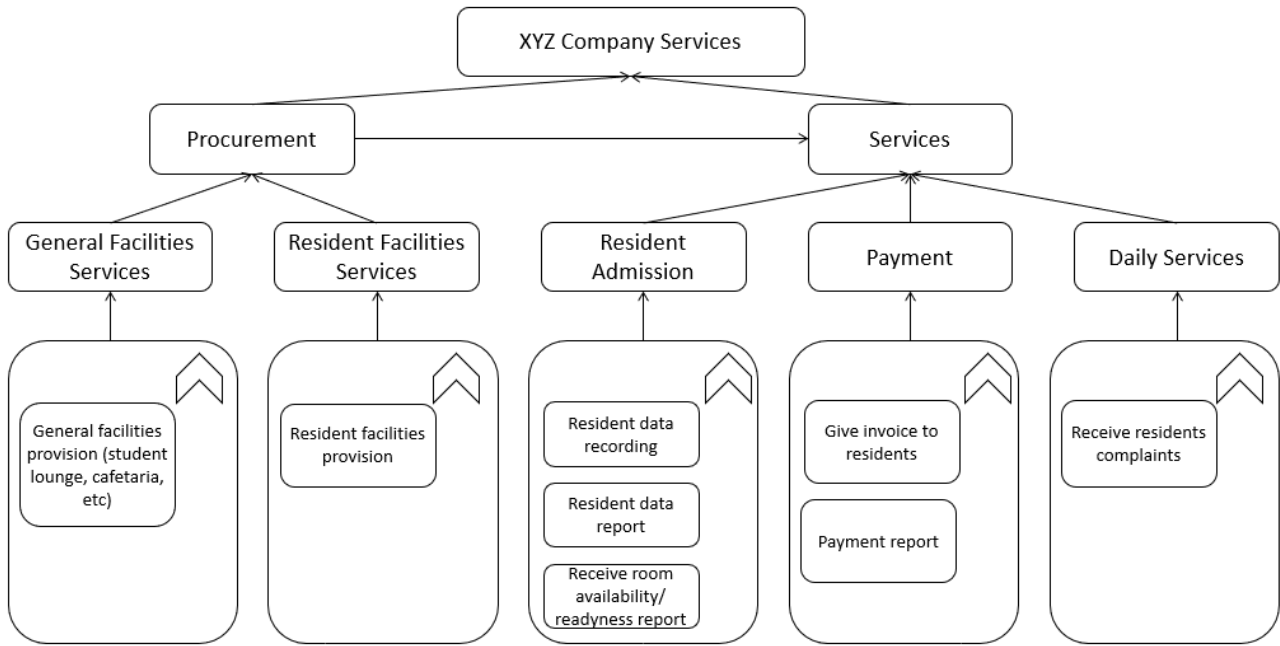 XYZ Company Services
Procurement
Services
General Facilities
Services
Resident Facilities
Services
Resident
Admission
Payment
Daily Services
General facilities
provision (student
lounge, cafetaria,
etc)
Resident facilities
provision
Resident data
recording
Resident data
report
Receive room
availability/
readyness report
Give invoice to
residents
Payment report
Receive residents
complaints